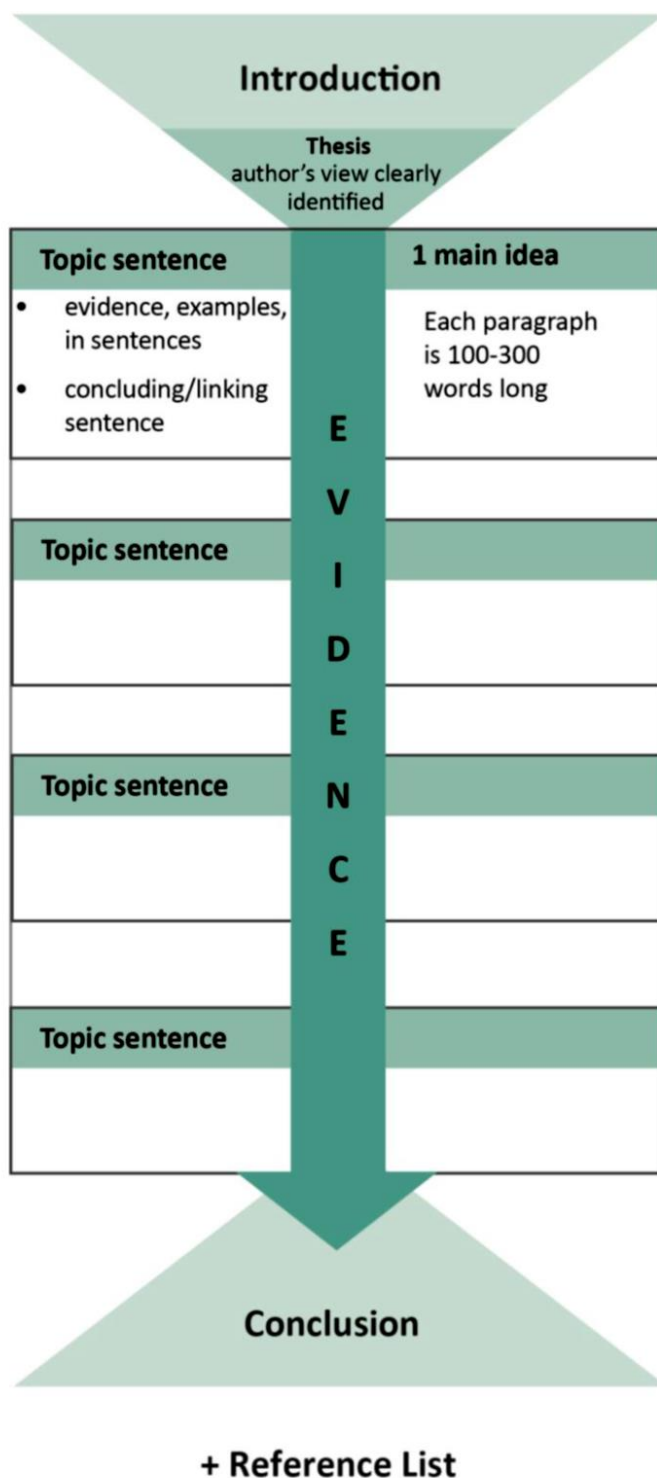 Introduction
Thesis
author’s view clearly
identified
Topic sentence
1 main idea
• evidence, examples,
in sentences
• concluding/linking
sentence
Each paragraph
is 100-300
words long
E
V
I
D
E
N
C
E
Topic sentence
Topic sentence
Topic sentence
Conclusion
+ Reference List